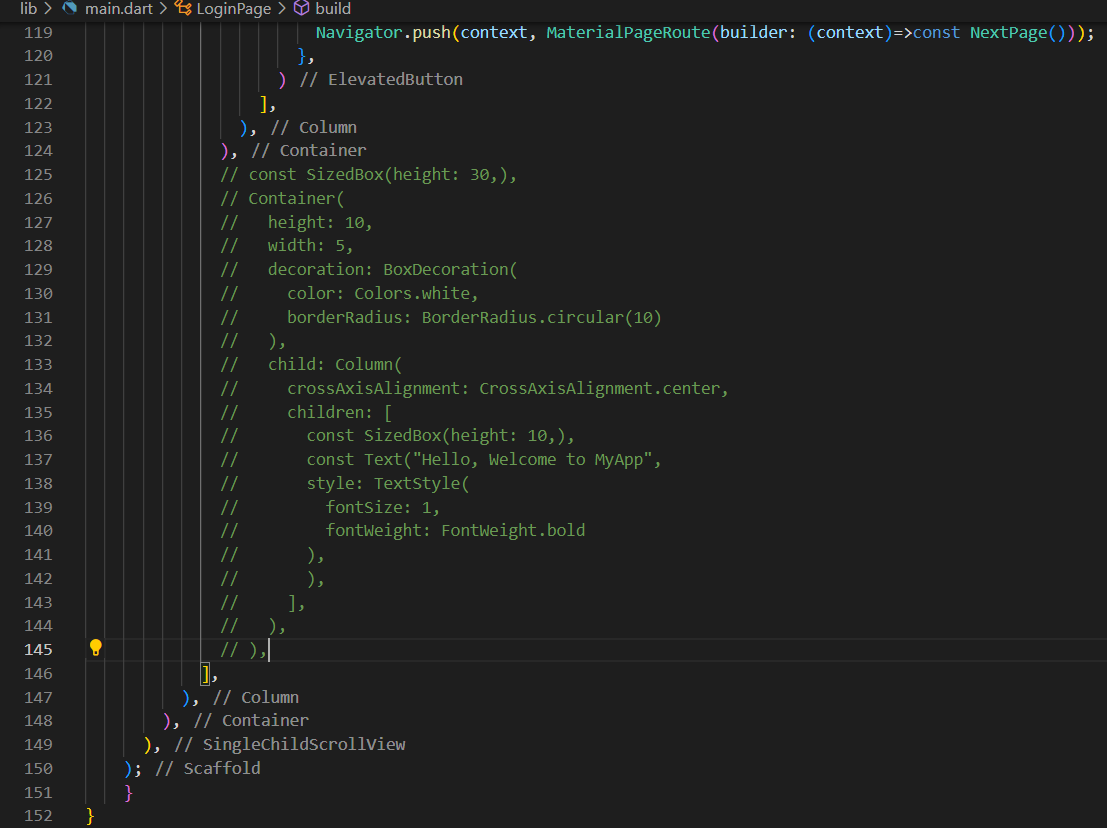 lib > main.dart > LoginPage > build
119 Navigator.push(context, MaterialPageRoute(builder: (context)=>const NextPage()));
120 },
121 ) // ElevatedButton
122 ],
123 ), // Column
124 ), // Container
125 // const SizedBox(height: 30,),
126 // Container(
127 //   height: 10,
128 //   width: 5,
129 //   decoration: BoxDecoration(
130 //     color: Colors.white,
131 //     borderRadius: BorderRadius.circular(10)
132 //   ),
133 //   child: Column(
134 //     crossAxisAlignment: CrossAxisAlignment.center,
135 //     children: [
136 //       const SizedBox(height: 10,),
137 //       const Text("Hello, Welcome to MyApp",
138 //       style: TextStyle(
139 //         fontSize: 1,
140 //         fontWeight: FontWeight.bold
141 //       ),
142 //       ),
143 //     ],
144 //   ),
145 // ),
146 ],
147 ), // Column
148 ), // Container
149 ), // SingleChildScrollView
150 ); // Scaffold
151 }
152 }